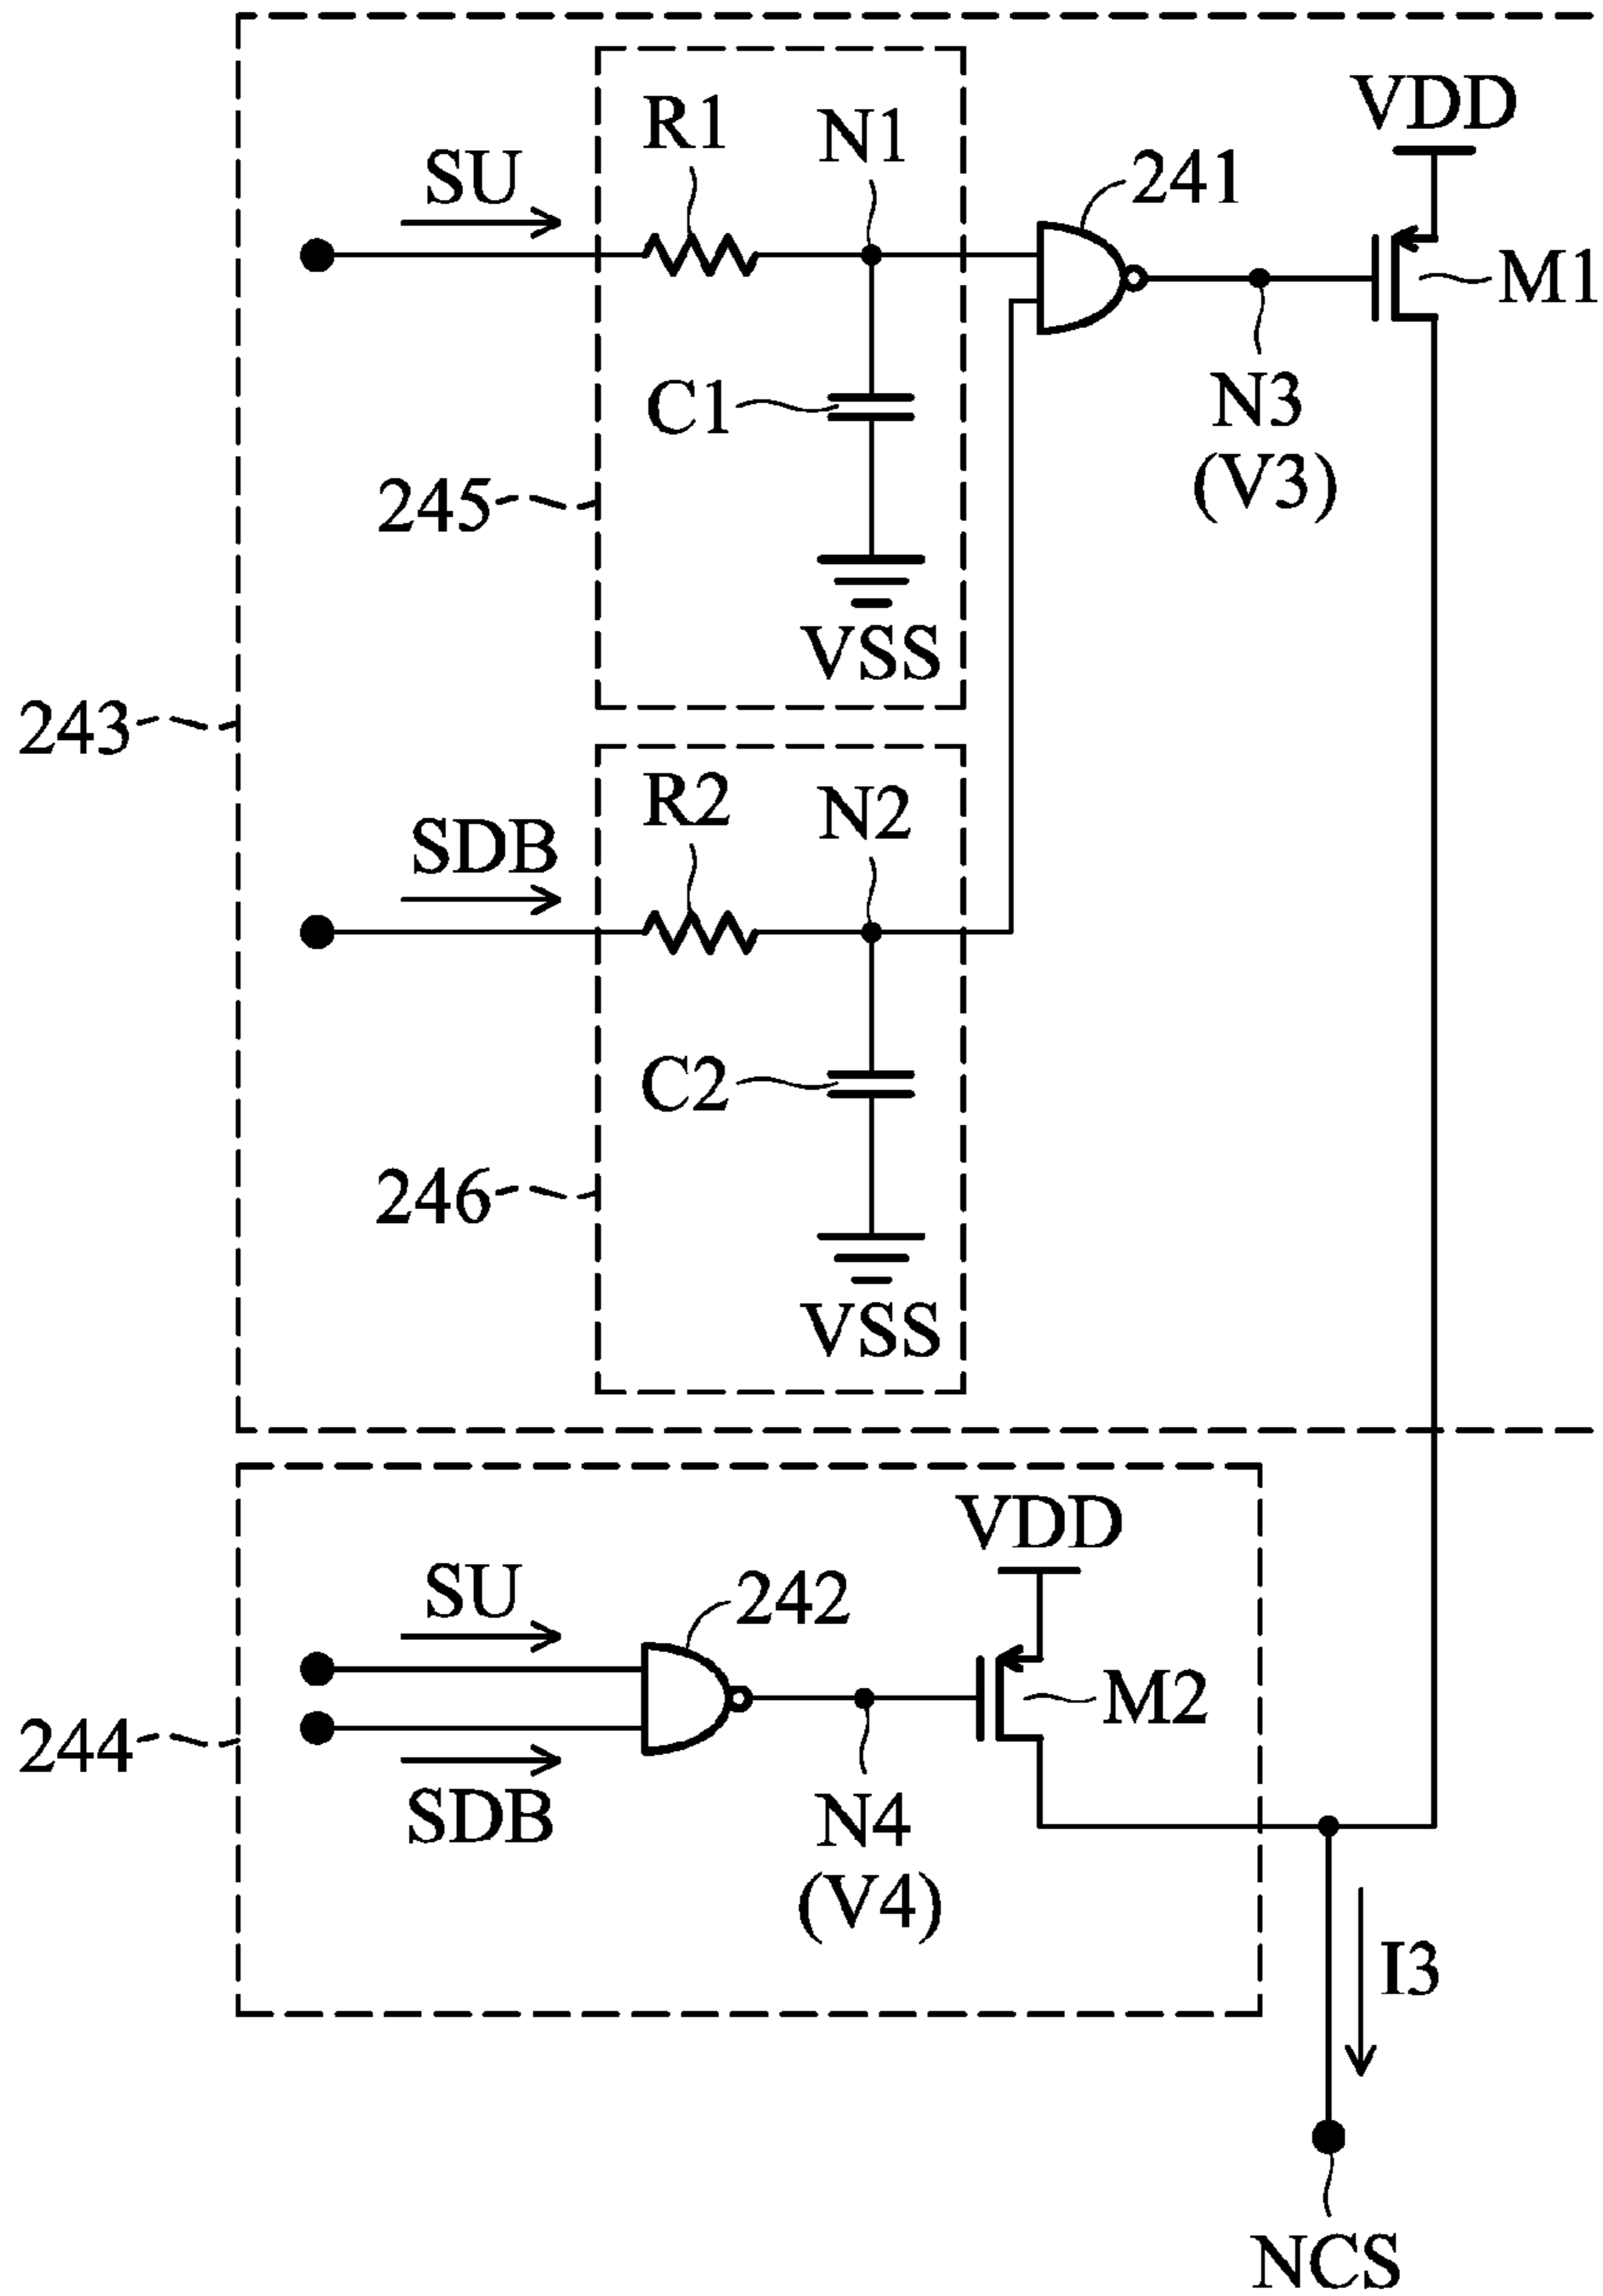 VDD
R1
N1
SU
241
M1
C1
N3
(V3)
245
VSS
243
R2
N2
SDB
C2
246
VSS
VDD
SU
242
M2
244
SDB
N4
(V4)
I3
NCS